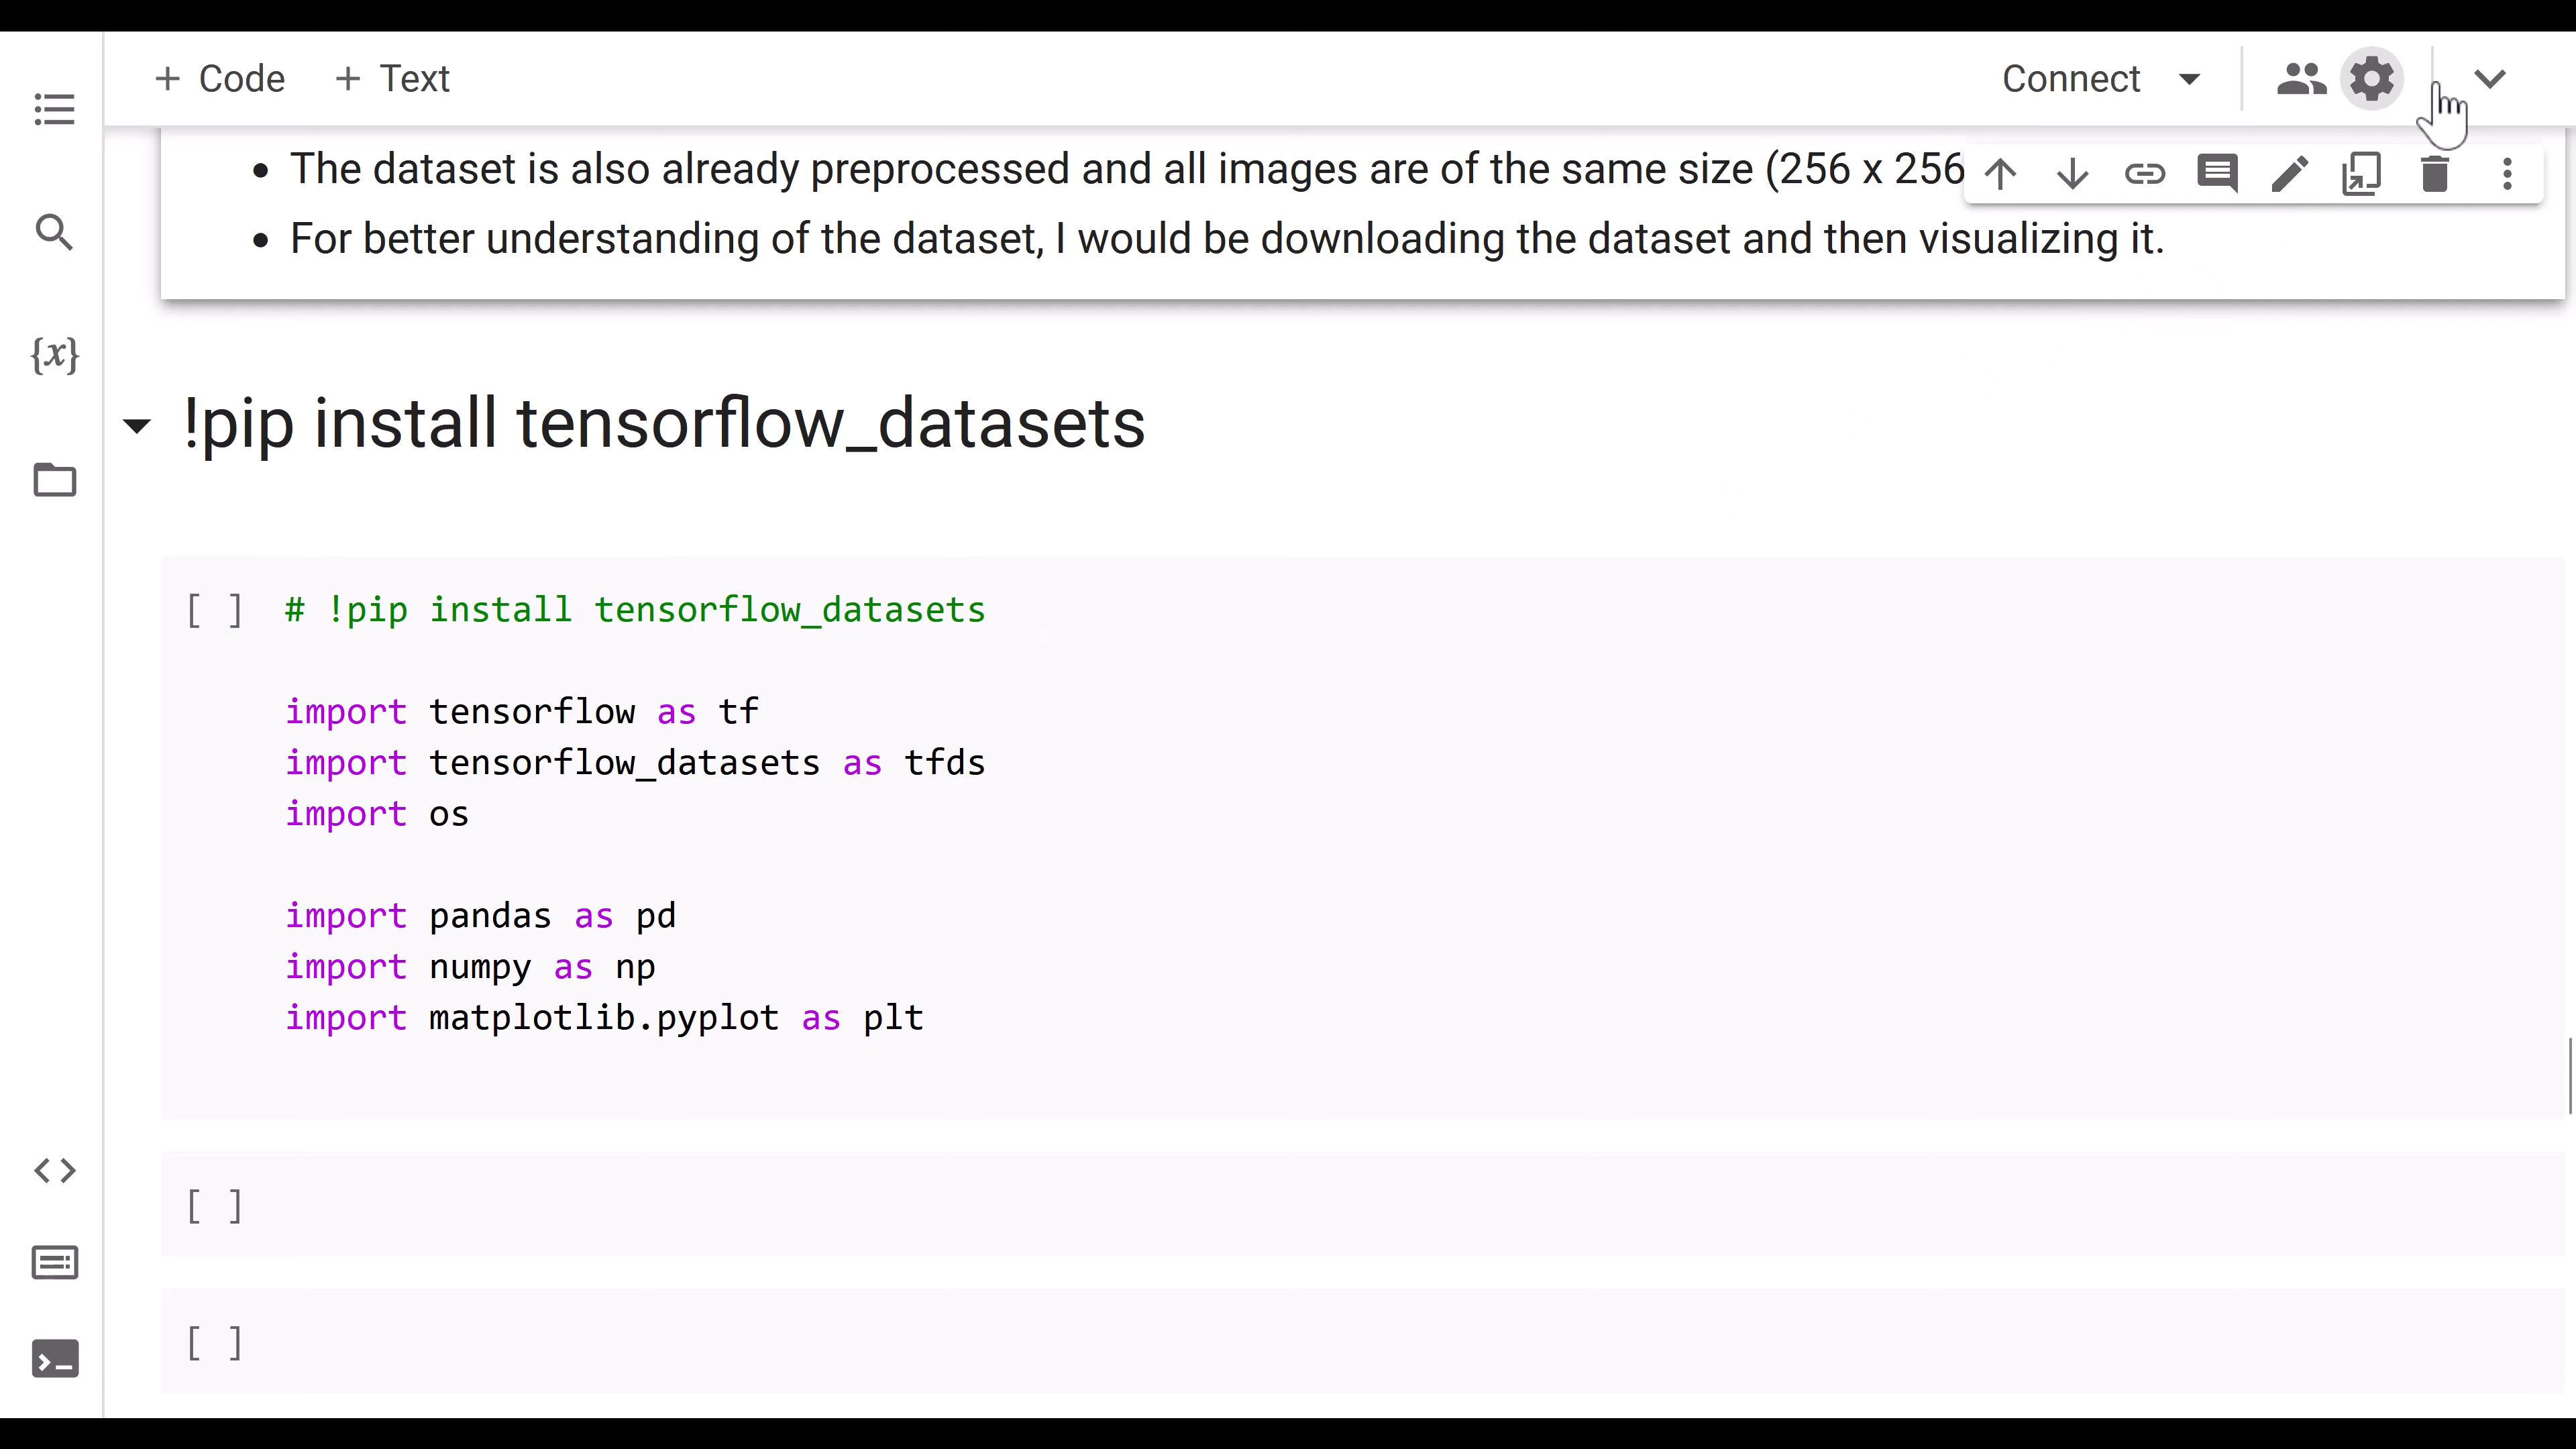 + Code + Text Connect
The dataset is also already preprocessed and all images are of the same size (256 x 256
For better understanding of the dataset, I would be downloading the dataset and then visualizing it.
{x}
!pip install tensorflow_datasets
[ ] # !pip install tensorflow_datasets
import tensorflow as tf
import tensorflow_datasets as tfds
import os
import pandas as pd
import numpy as np
import matplotlib.pyplot as plt
[ ]
[ ]